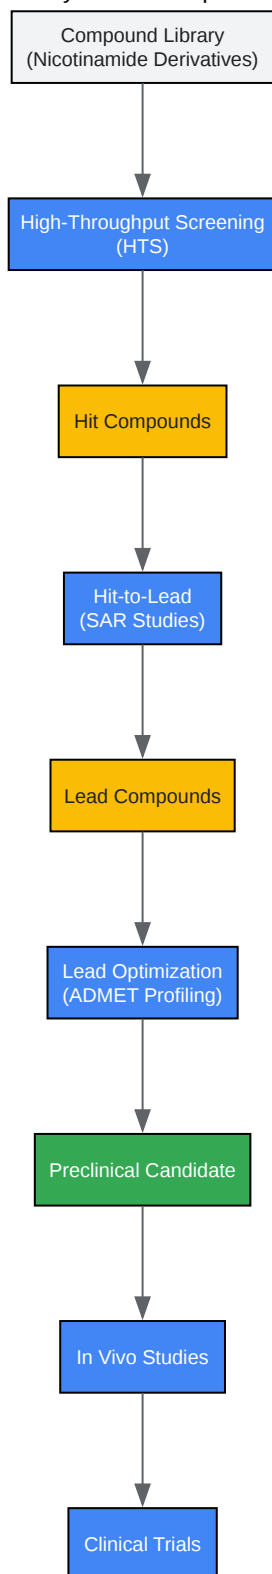 Compound Library
(Nicotinamide Derivatives)
High-Throughput Screening
(HTS)
Hit Compounds
Hit-to-Lead
(SAR Studies)
Lead Compounds
Lead Optimization
(ADMET Profiling)
Preclinical Candidate
In Vivo Studies
Clinical Trials